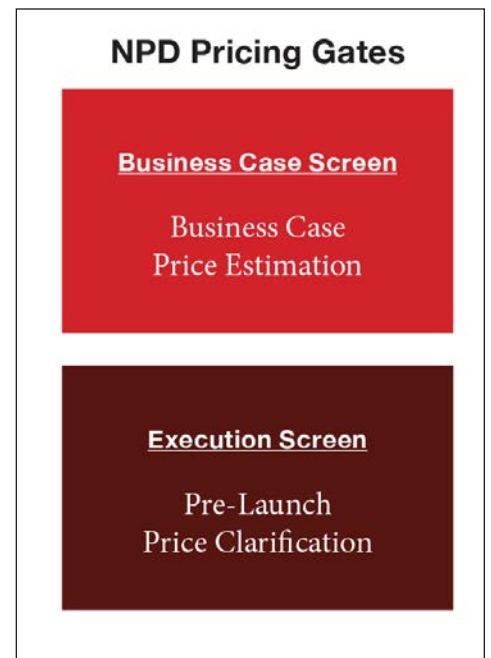 NPD Pricing Gates
Business Case Screen
Business Case
Price Estimation
Execution Screen
Pre-Launch
Price Clarification